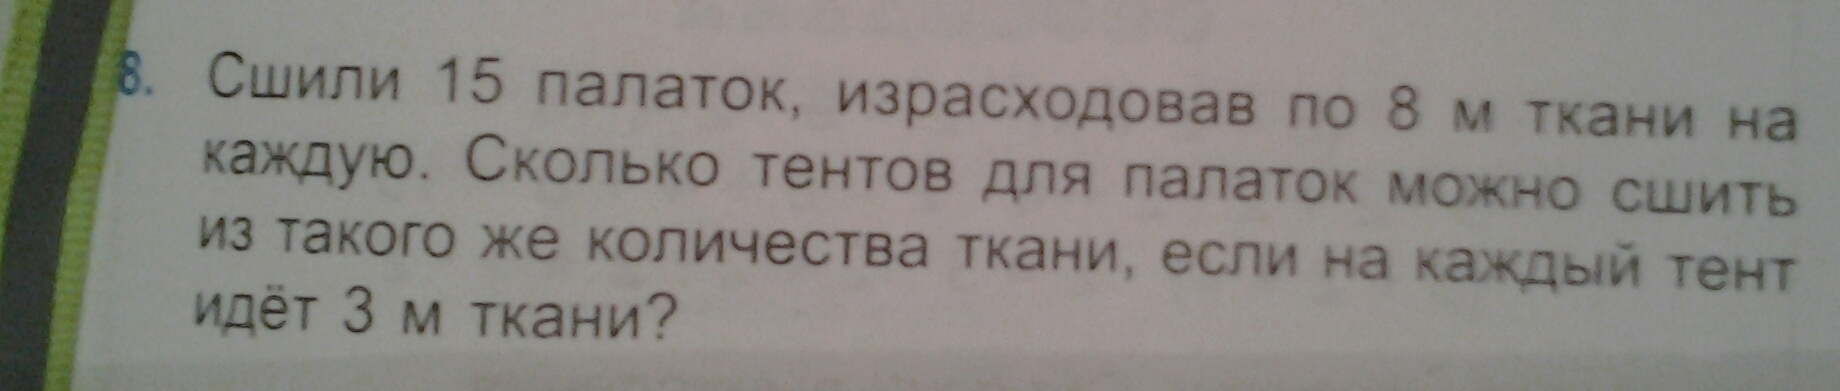 8. Сшили 15 палаток, израсходовав по 8 м ткани на
каждую. Сколько тентов для палаток можно сшить
из такого же количества ткани, если на каждый тент
идёт 3 м ткани?